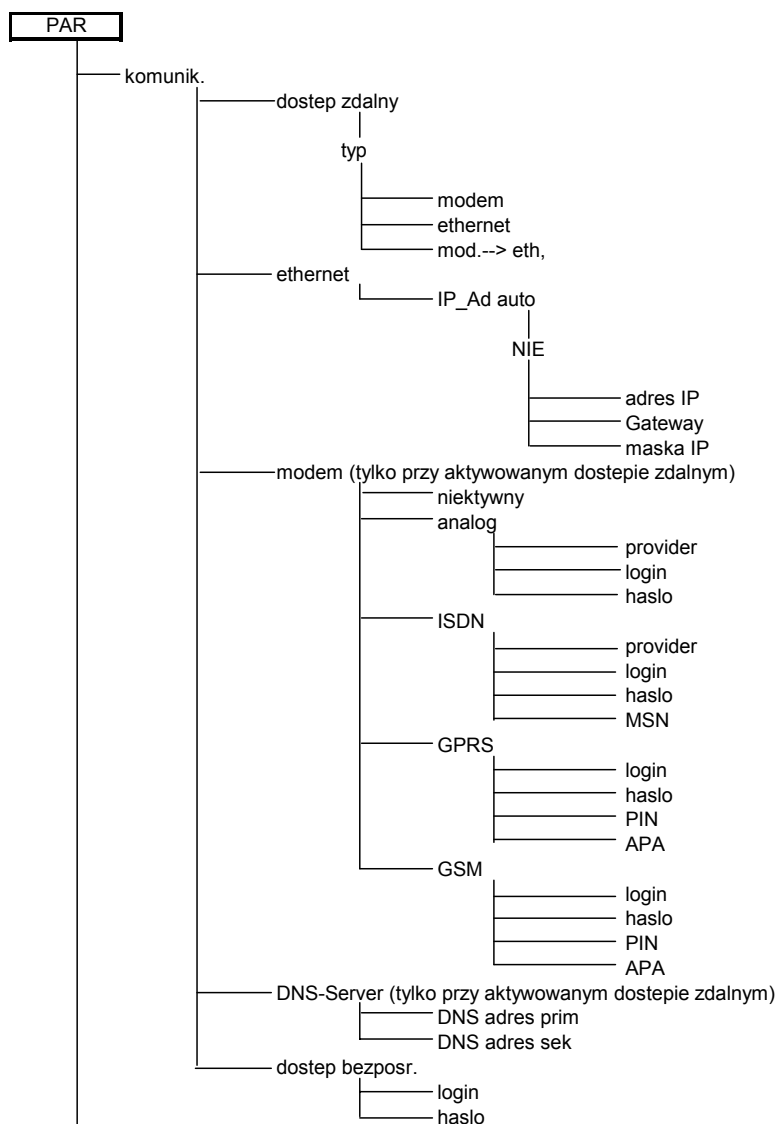 PAR
komunik.
dostep zdalny
typ
modem
ethernet
mod.--> eth,
ethernet
IP_Ad auto
NIE
adres IP
Gateway
maska IP
modem (tylko przy aktywowanym dostepie zdalnym)
niektywny
analog
provider
login
haslo
ISDN
provider
login
haslo
MSN
GPRS
login
haslo
PIN
APA
GSM
login
haslo
PIN
APA
DNS-Server (tylko przy aktywowanym dostepie zdalnym)
DNS adres prim
DNS adres sek
dostep bezposr.
login
haslo